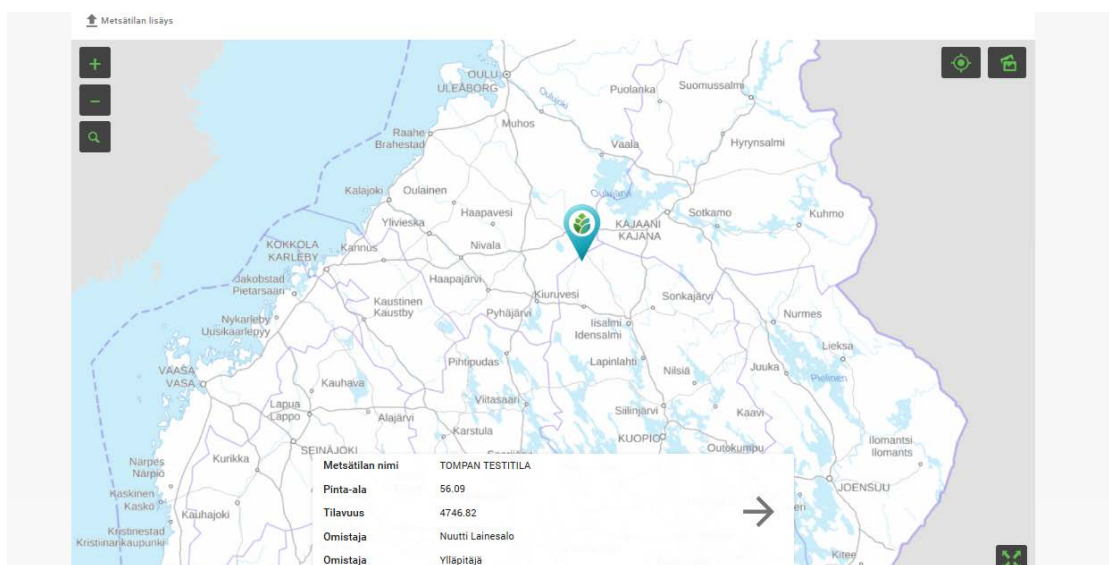 Metsätilan lisäys
OULU
ULEÅBORG
Oulujoki
Puolanka
Suomussalmi
Muhos
Raahe
Brahestad
Vaala
Hyrynsalmi
Kalajoki
Oulainen
Oulujärvi
Haapavesi
Sotkamo
Kuhmo
Ylivieska
KAJAANI
KAJANA
KOKKOLA
KARLEBY
Kannus
Nivala
Jakobstad
Pietarsaari
Haapajärvi
Kiuruvesi
Sonkajärvi
Kaustinen
Kaustby
Pyhäjärvi
Nurmes
Nykarleby
Uusikaarlepyy
Iisalmi
Idensalmi
Lieksa
VAASA
VASA
Pihtipudas
Lapinlahti
Nilsiä
Juuka
Pielinen
Kauhava
Viitasaari
Lapua
Lappo
Alajärvi
Siilinjärvi
Kaavi
Karstula
KUOPIO
Outokumpu
Ilomantsi
Ilomants
SEINÄJOKI
Kurikka
Närpes
Närpiö
Kaskinen
Kaskö
Kauhajoki
JOENSUU
Kristinestad
Kristiinankaupunki
Kitee
Metsätilan nimi TOMPAN TESTITILA
Pinta-ala 56.09
Tilavuus 4746.82
Omistaja Nuutti Lainesalo
Omistaja Ylläpitäjä